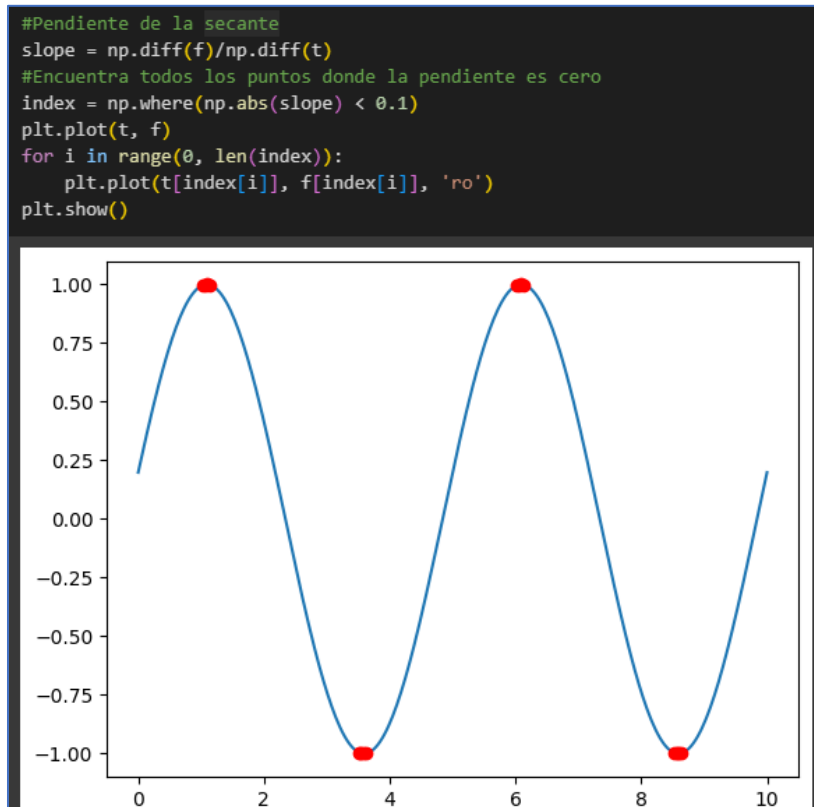 #Pendiente de la secante
slope = np.diff(f)/np.diff(t)
#Encuentra todos los puntos donde la pendiente es cero
index = np.where(np.abs(slope) < 0.1)
plt.plot(t, f)
for i in range(0, len(index)):
    plt.plot(t[index[i]], f[index[i]], 'ro')
plt.show()
1.00
0.75
0.50
0.25
0.00
−0.25
−0.50
−0.75
−1.00
0 2 4 6 8 10